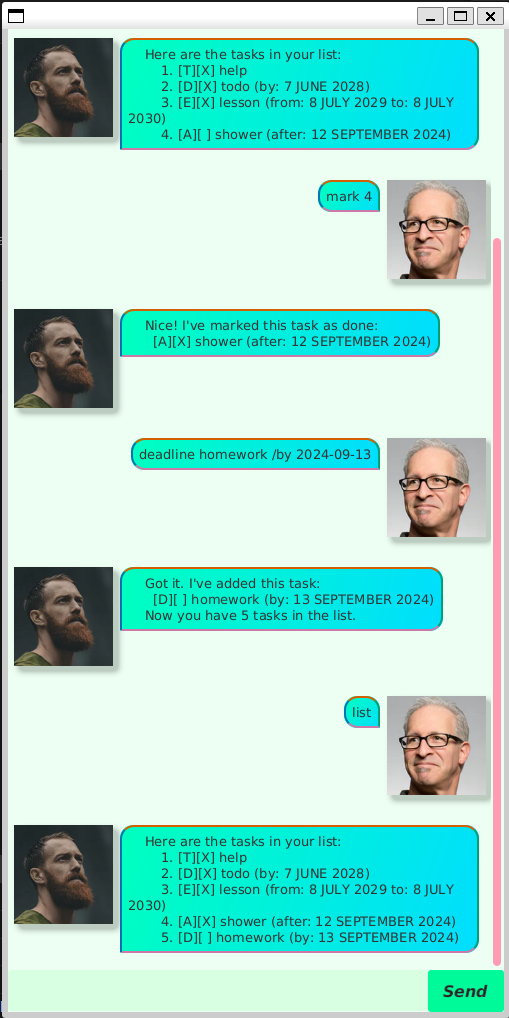 Here are the tasks in your list:
1. [T][X] help
2. [D][X] todo (by: 7 JUNE 2028)
3. [E][X] lesson (from: 8 JULY 2029 to: 8 JULY
2030)
4. [A][ ] shower (after: 12 SEPTEMBER 2024)
mark 4
Nice! I've marked this task as done:
[A][X] shower (after: 12 SEPTEMBER 2024)
deadline homework /by 2024-09-13
Got it. I've added this task:
[D][ ] homework (by: 13 SEPTEMBER 2024)
Now you have 5 tasks in the list.
list
Here are the tasks in your list:
1. [T][X] help
2. [D][X] todo (by: 7 JUNE 2028)
3. [E][X] lesson (from: 8 JULY 2029 to: 8 JULY
2030)
4. [A][X] shower (after: 12 SEPTEMBER 2024)
5. [D][ ] homework (by: 13 SEPTEMBER 2024)
Send